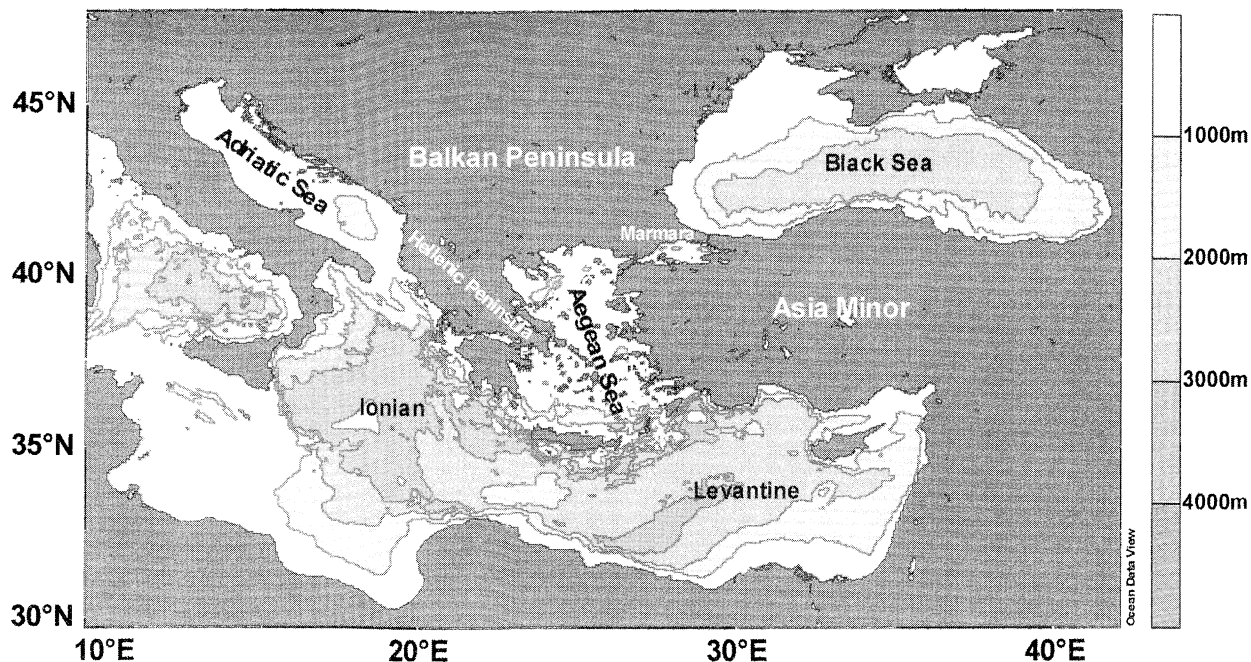 45°N
40°N
35°N
30°N
10°E
20°E
30°E
40°E
Adriatic Sea
Balkan Peninsula
Black Sea
Marmara
Hellenic Peninsula
Aegean Sea
Asia Minor
Ionian
Levantine
Ocean Data View
1000m
2000m
3000m
4000m